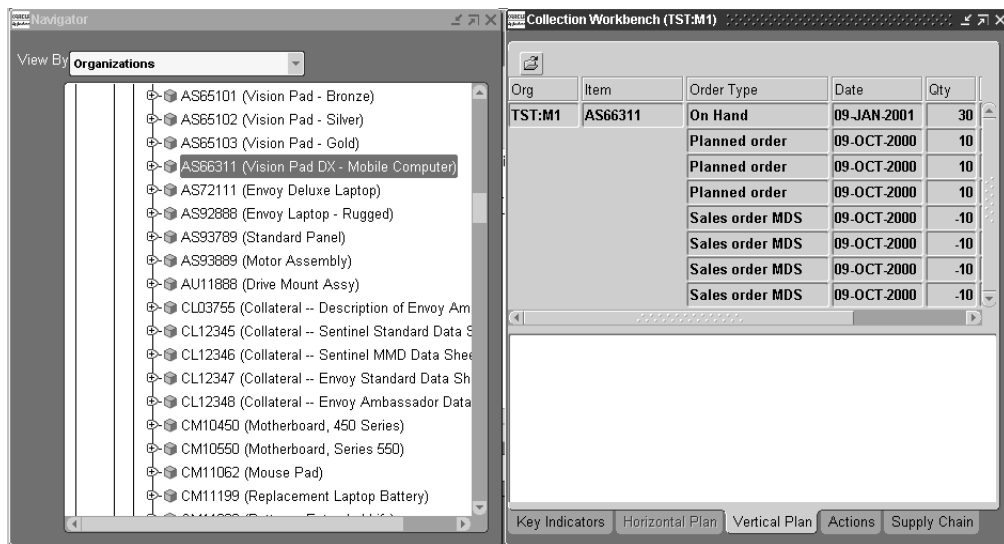 Navigator
View By Organizations
AS65101 (Vision Pad - Bronze)
AS65102 (Vision Pad - Silver)
AS65103 (Vision Pad - Gold)
AS66311 (Vision Pad DX - Mobile Computer)
AS72111 (Envoy Deluxe Laptop)
AS92888 (Envoy Laptop - Rugged)
AS93789 (Standard Panel)
AS93889 (Motor Assembly)
AU11888 (Drive Mount Assy)
CL03755 (Collateral -- Description of Envoy Am
CL12345 (Collateral -- Sentinel Standard Data S
CL12346 (Collateral -- Sentinel MMD Data Shee
CL12347 (Collateral -- Envoy Standard Data Sh
CL12348 (Collateral -- Envoy Ambassador Data
CM10450 (Motherboard, 450 Series)
CM10550 (Motherboard, Series 550)
CM11062 (Mouse Pad)
CM11199 (Replacement Laptop Battery)
Collection Workbench (TST:M1)
Org Item Order Type Date Qty
TST:M1 AS66311 On Hand 09-JAN-2001 30
Planned order 09-OCT-2000 10
Planned order 09-OCT-2000 10
Planned order 09-OCT-2000 10
Sales order MDS 09-OCT-2000 -10
Sales order MDS 09-OCT-2000 -10
Sales order MDS 09-OCT-2000 -10
Sales order MDS 09-OCT-2000 -10
Key Indicators Horizontal Plan Vertical Plan Actions Supply Chain